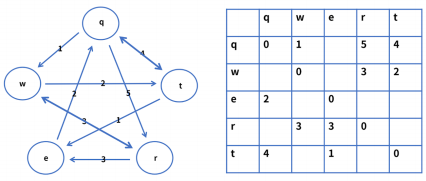 q
1
4
w
2
t
2
5
3
1
e
3
r
q w e r t
q 0 1 5 4
w 0 3 2
e 2 0
r 3 3 0
t 4 1 0